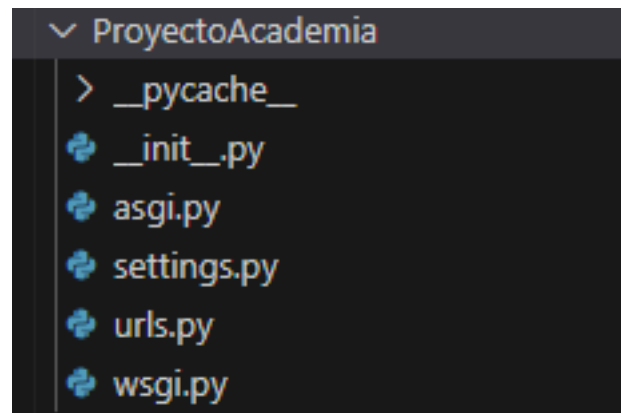 ProyectoAcademia
__pycache__
__init__.py
asgi.py
settings.py
urls.py
wsgi.py